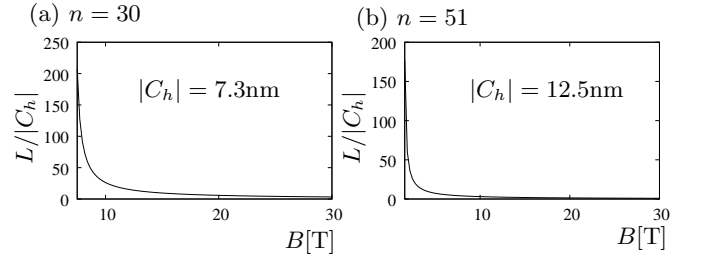 (a) n = 30
250
200
150
100
50
0
L/|C_h|
|C_h| = 7.3nm
10
20
30
B[T]
(b) n = 51
200
150
100
50
0
L/|C_h|
|C_h| = 12.5nm
10
20
30
B[T]